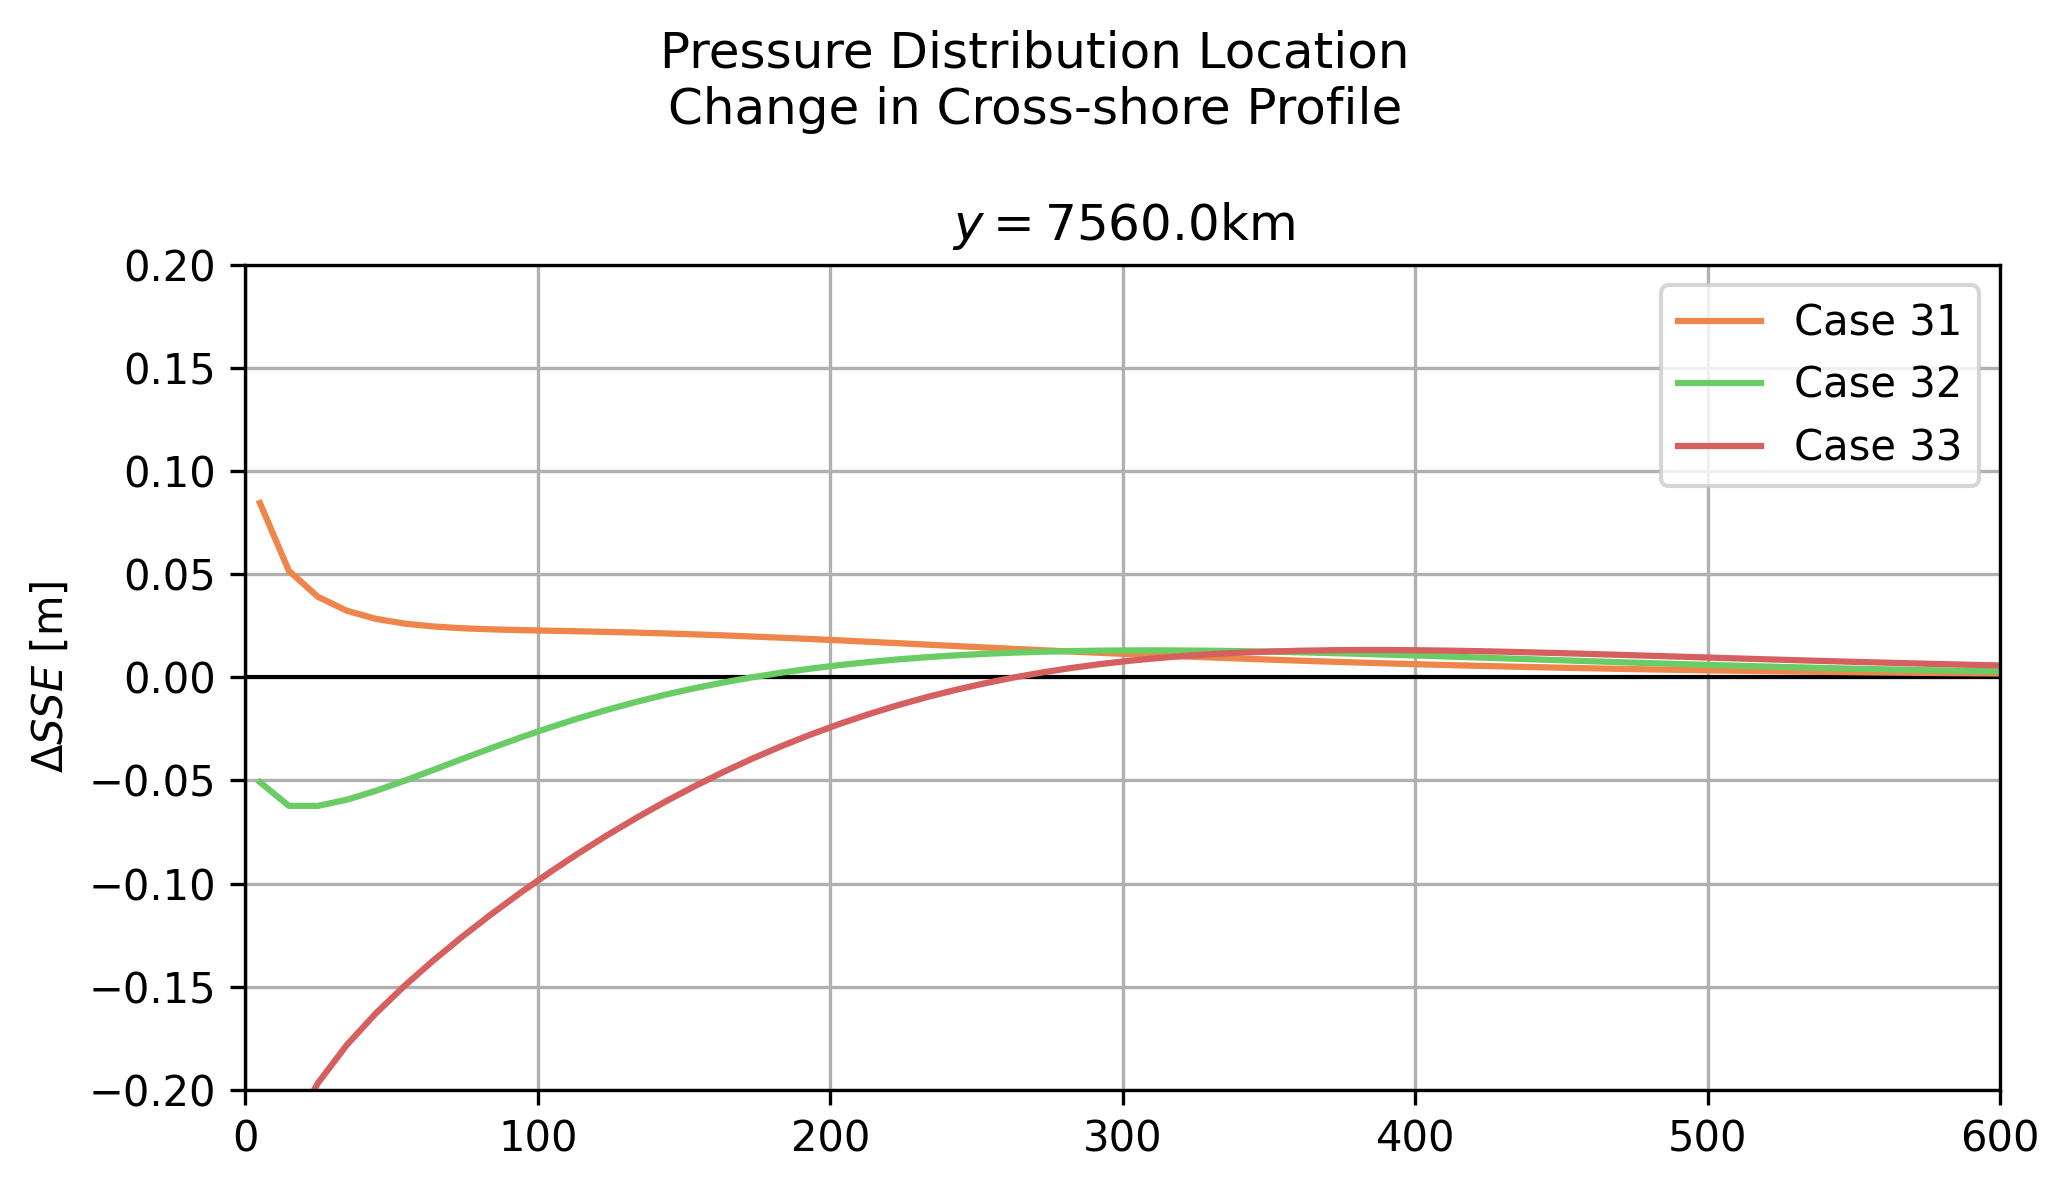 Pressure Distribution Location
Change in Cross-shore Profile
y = 7560.0km
0.20
0.15
0.10
0.05
0.00
−0.05
−0.10
−0.15
−0.20
ΔSSE [m]
Case 31
Case 32
Case 33
0 100 200 300 400 500 600